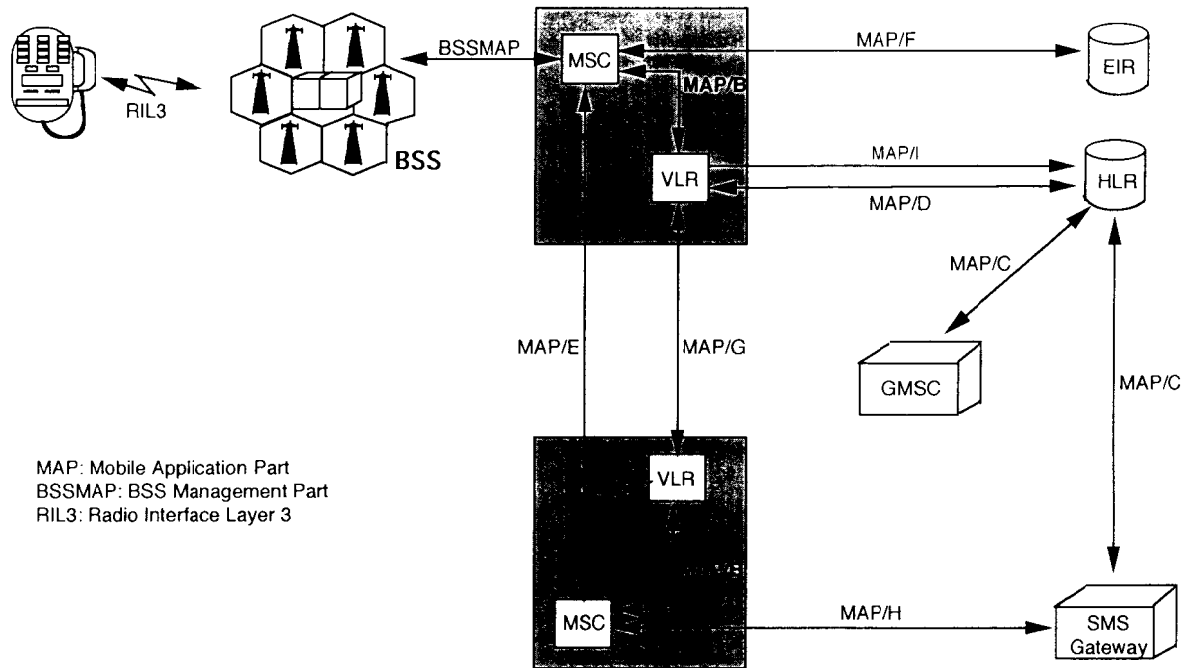 MSC
BSSMAP
MAP/F
EIR
MAP/B
RIL3
BSS
VLR
MAP/I
HLR
MAP/D
MAP/C
MAP/E
MAP/G
GMSC
MAP/C
VLR
MAP: Mobile Application Part
BSSMAP: BSS Management Part
RIL3: Radio Interface Layer 3
MSC
MAP/H
SMS
Gateway